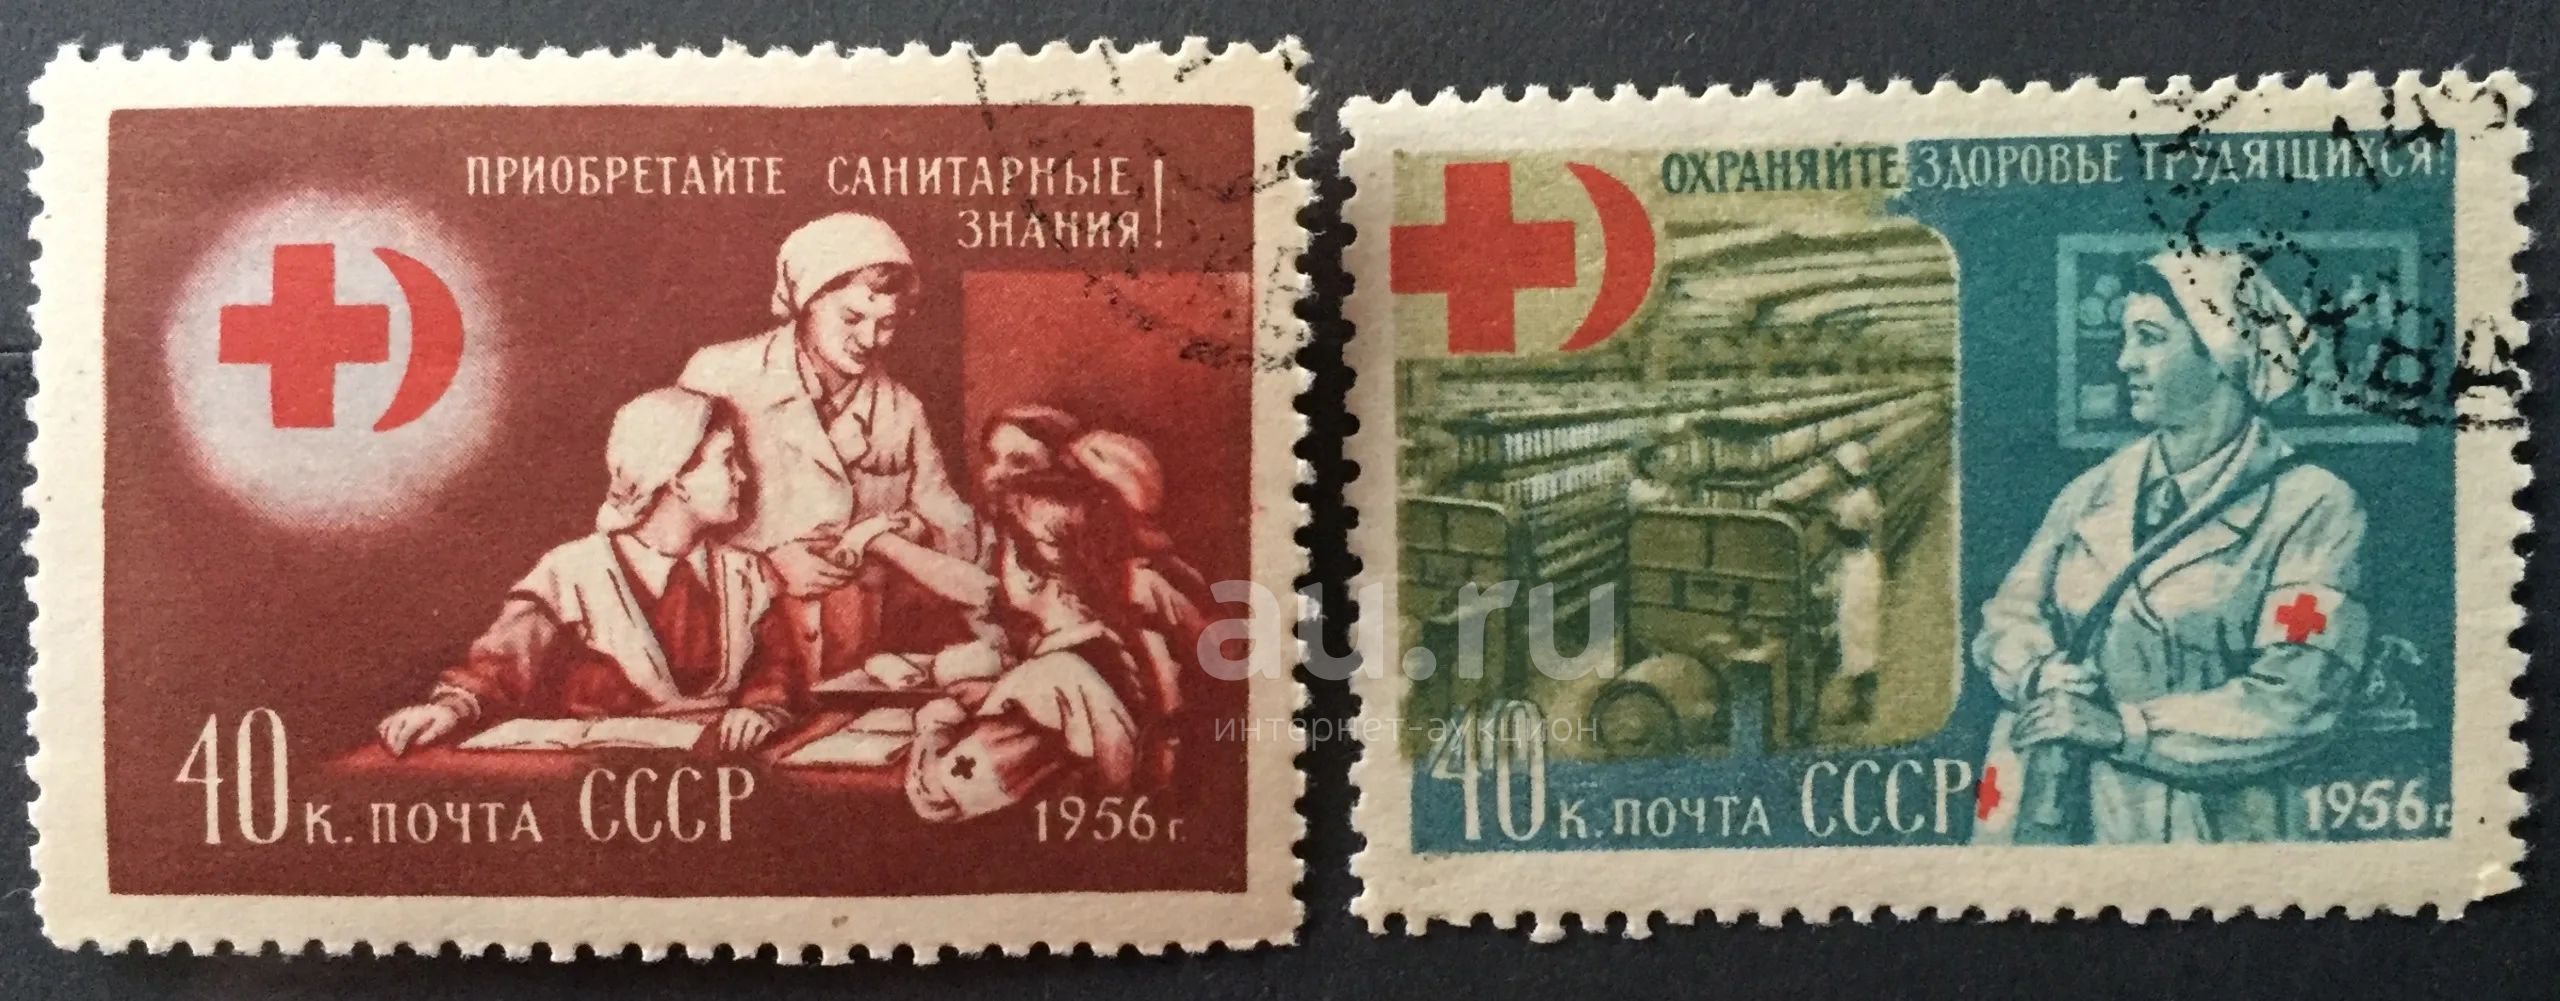 ПРИОБРЕТАЙТЕ САНИТАРНЫЕ
ЗНАНИЯ!
40 к. ПОЧТА СССР
1956 г.
ОХРАНЯЙТЕ ЗДОРОВЬЕ ТРУДЯЩИХСЯ!
40 к. ПОЧТА СССР
1956 г.
au.ru
интернет-аукцион